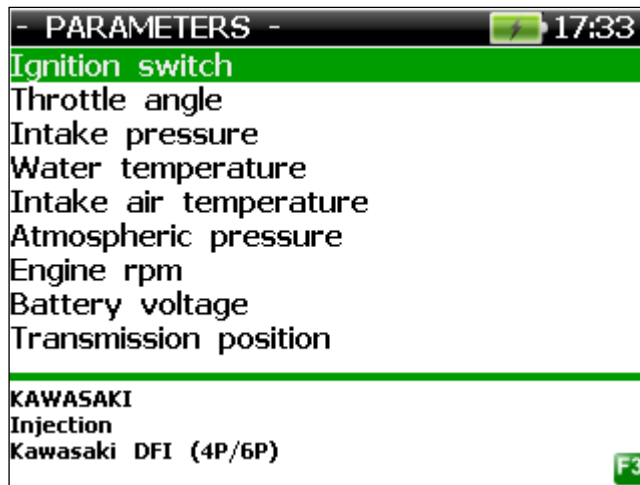 - PARAMETERS - 17:33
Ignition switch
Throttle angle
Intake pressure
Water temperature
Intake air temperature
Atmospheric pressure
Engine rpm
Battery voltage
Transmission position
KAWASAKI
Injection
Kawasaki DFI (4P/6P)
F3